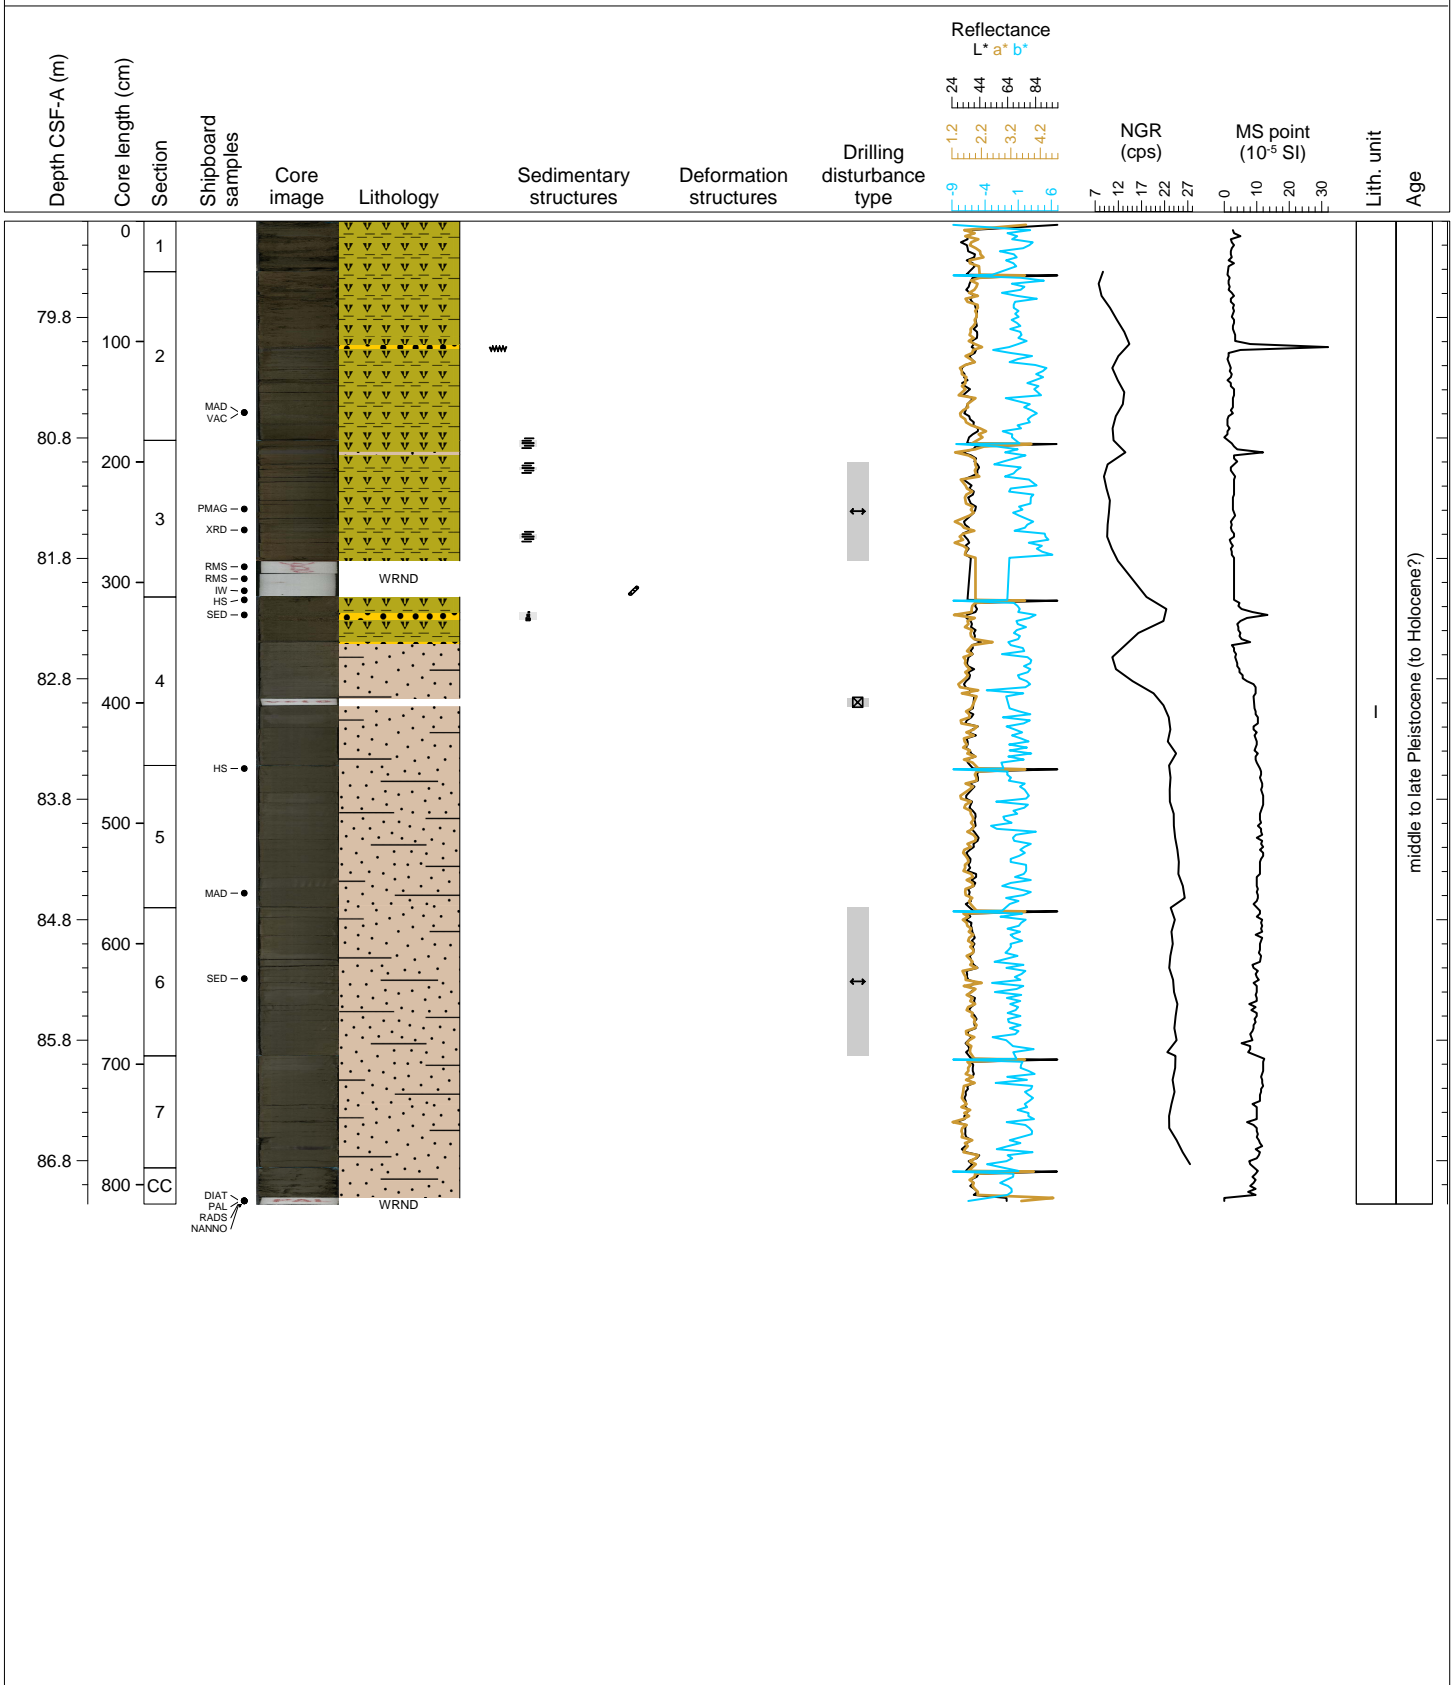 Depth CSF-A (m)
Core length (cm)
Section
Shipboard
samples
Core
image
Lithology
Sedimentary
structures
Deformation
structures
Drilling
disturbance
type
Reflectance
L* a* b*
24 44 64 84
1.2 2.2 3.2 4.2
-9 -4 1 6
NGR
(cps)
7 12 17 22 27
MS point
(10-5 SI)
0 10 20 30
Lith. unit
Age
0
1
79.8
100
2
MAD
VAC
80.8
200
PMAG
3
XRD
81.8
RMS
RMS
WRND
300
IW
HS
SED
82.8
4
400
I
middle to late Pleistocene (to Holocene?)
HS
83.8
500
5
MAD
84.8
600
SED
6
85.8
700
7
86.8
800
CC
DIAT
PAL
WRND
RADS
NANNO
PAL